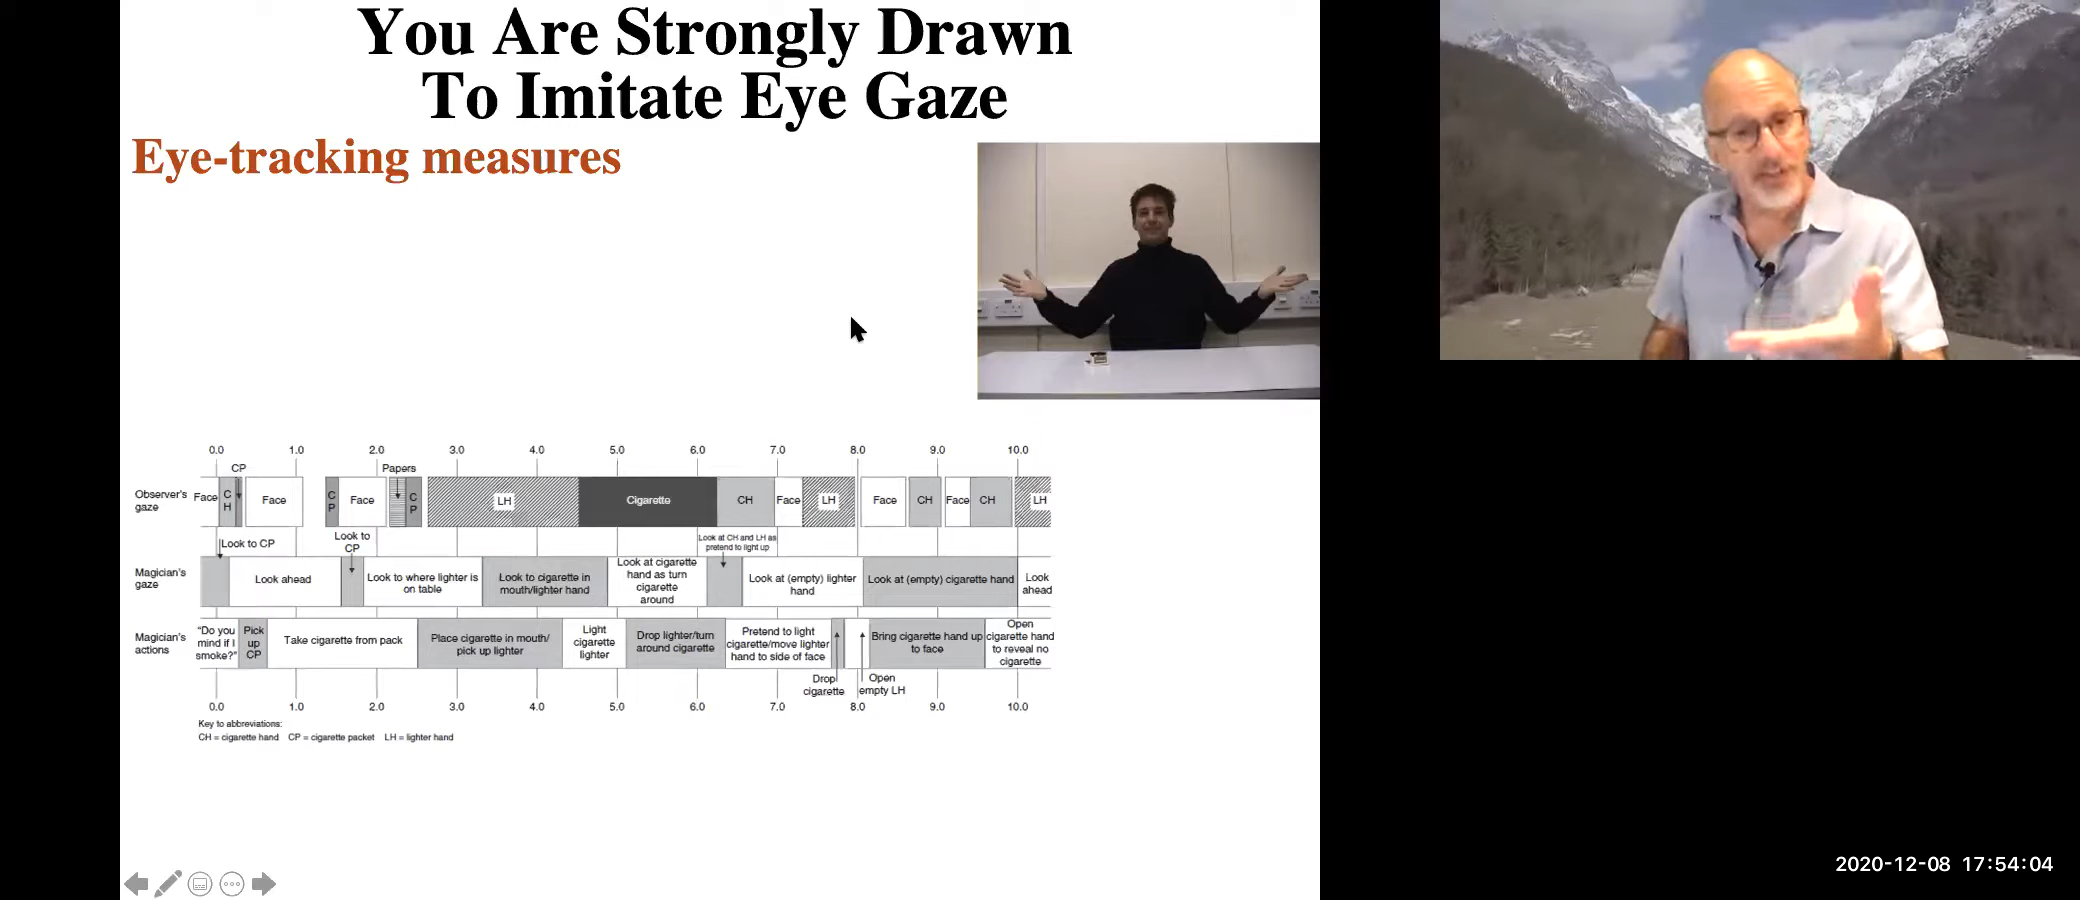 You Are Strongly Drawn
To Imitate Eye Gaze
Eye-tracking measures
0.0 1.0 2.0 3.0 4.0 5.0 6.0 7.0 8.0 9.0 10.0
CP
Papers
Observer's
gaze
Face
C
H
Face
C
P
Face
C
P
LH
Cigarette
CH
Face
LH
Face
CH
Face
CH
LH
Look to CP
Look to
CP
Look at CH and LH as
pretend to light up
Magician's
gaze
Look ahead
Look to where lighter is
on table
Look to cigarette in
mouth/lighter hand
Look at cigarette
hand as turn
cigarette
around
Look at (empty) lighter
hand
Look at (empty) cigarette hand
Look
ahead
Magician's
actions
"Do you
mind if I
smoke?"
Pick
up
CP
Take cigarette from pack
Place cigarette in mouth/
pick up lighter
Light
cigarette
lighter
Drop lighter/turn
around cigarette
Pretend to light
cigarette/move lighter
hand to side of face
Bring cigarette hand up
to face
Open
cigarette hand
to reveal no
cigarette
Drop
cigarette
Open
empty LH
0.0 1.0 2.0 3.0 4.0 5.0 6.0 7.0 8.0 9.0 10.0
Key to abbreviations:
CH = cigarette hand CP = cigarette packet LH = lighter hand
2020-12-08 17:54:04